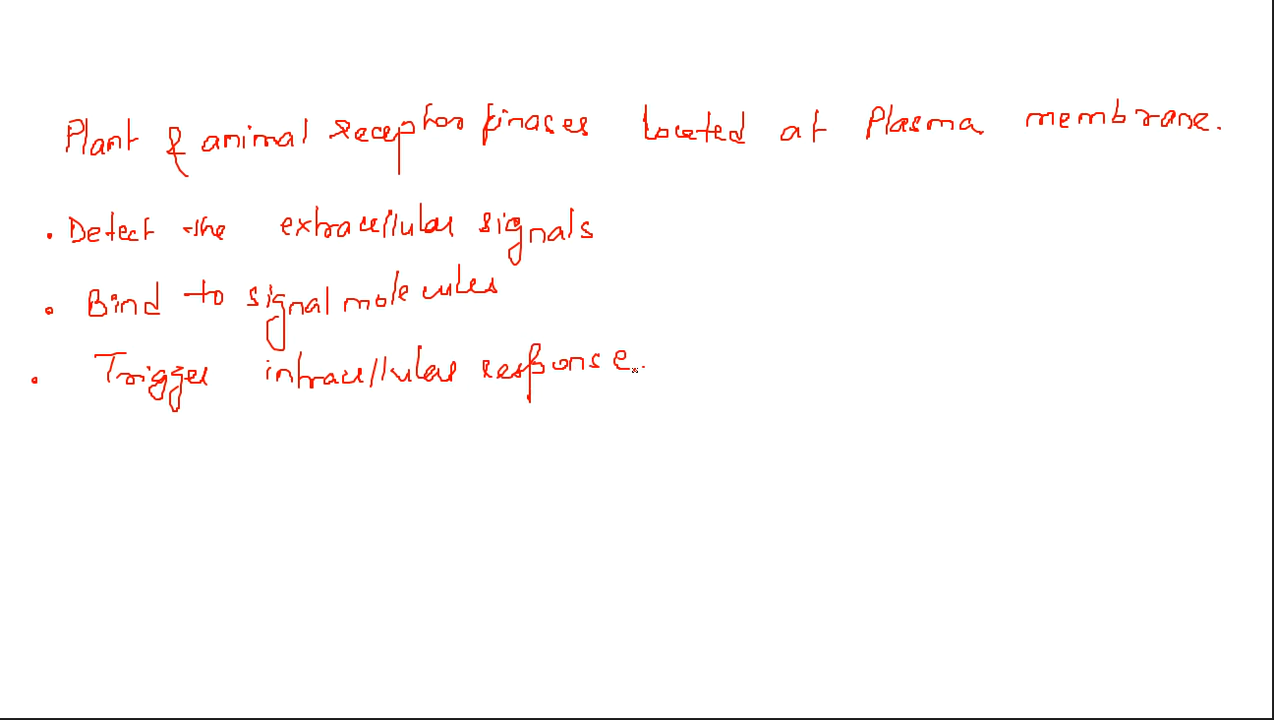 Plant & animal receptor kinases located at Plasma membrane.
• Detect the extracellular signals
• Bind to signal molecules
• Trigger intracellular response.